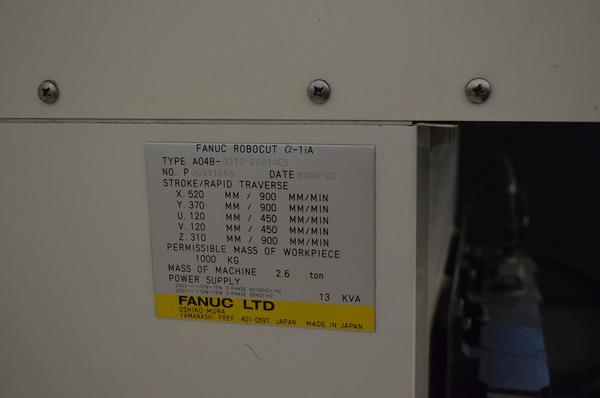 FANUC ROBOCUT α-1iA
TYPE A04B-
NO. DATE
STROKE/RAPID TRAVERSE
X. 520 MM / 900 MM/MIN
Y. 370 MM / 900 MM/MIN
U. 120 MM / 450 MM/MIN
V. 120 MM / 450 MM/MIN
Z. 310 MM / 900 MM/MIN
PERMISSIBLE MASS OF WORKPIECE
1000 KG
MASS OF MACHINE 2.6 ton
POWER SUPPLY
13 KVA
FANUC LTD
OSHINO-MURA,
YAMANASHI PREF. 401-0597, JAPAN MADE IN JAPAN